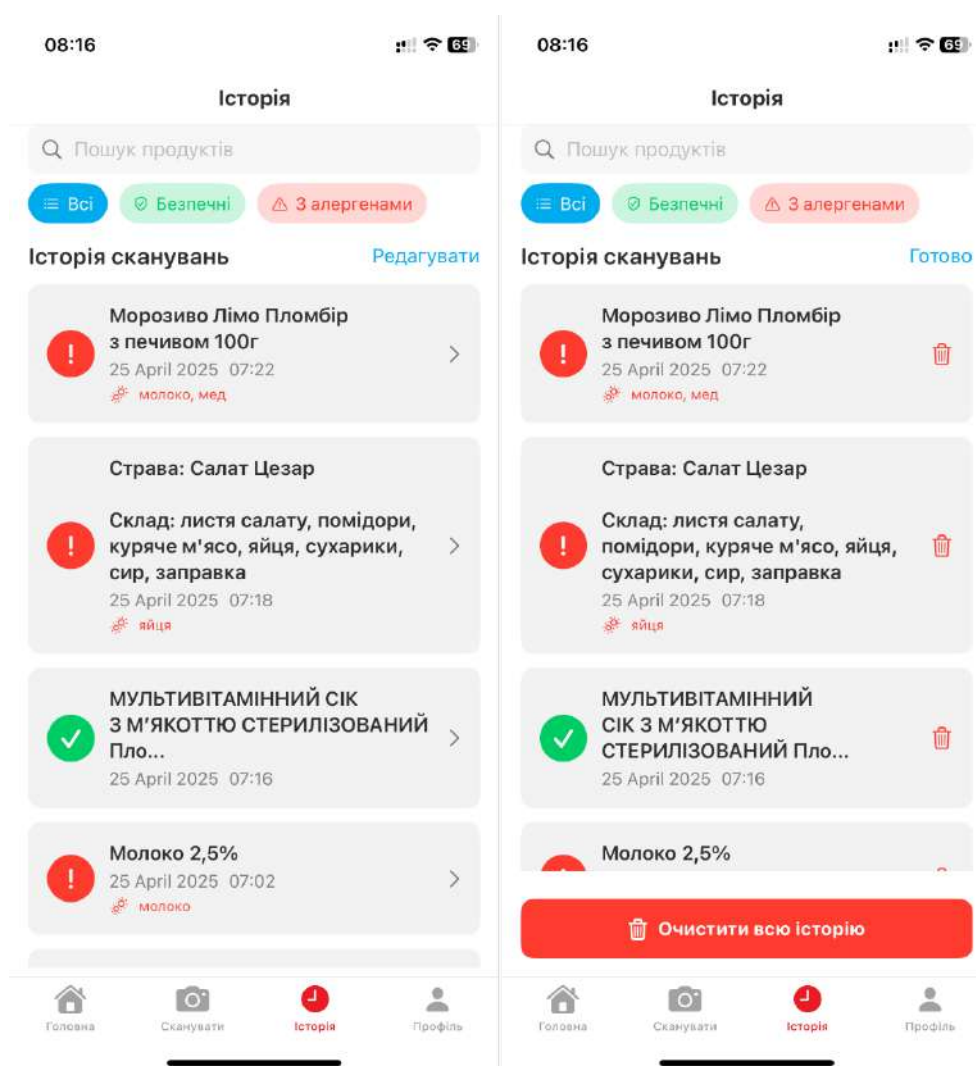 08:16
69
Історія
Пошук продуктів
Всі
Безпечні
З алергенами
Історія сканувань
Редагувати
Морозиво Лімо Пломбір
з печивом 100г
25 April 2025 07:22
молоко, мед
Страва: Салат Цезар
Склад: листя салату, помідори,
куряче м'ясо, яйця, сухарики,
сир, заправка
25 April 2025 07:18
яйця
МУЛЬТИВІТАМІННИЙ СІК
З М'ЯКОТТЮ СТЕРИЛІЗОВАНИЙ
Пло...
25 April 2025 07:16
Молоко 2,5%
25 April 2025 07:02
молоко
Головна
Сканувати
Історія
Профіль
08:16
69
Історія
Пошук продуктів
Всі
Безпечні
З алергенами
Історія сканувань
Готово
Морозиво Лімо Пломбір
з печивом 100г
25 April 2025 07:22
молоко, мед
Страва: Салат Цезар
Склад: листя салату,
помідори, куряче м'ясо, яйця,
сухарики, сир, заправка
25 April 2025 07:18
яйця
МУЛЬТИВІТАМІННИЙ
СІК З М'ЯКОТТЮ
СТЕРИЛІЗОВАНИЙ Пло...
25 April 2025 07:16
Молоко 2,5%
Очистити всю історію
Головна
Сканувати
Історія
Профіль